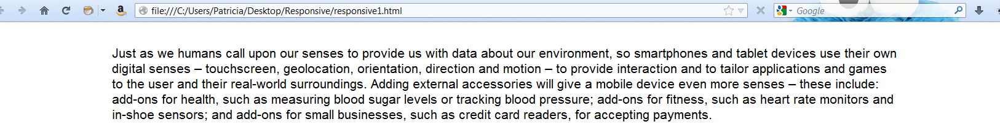 file:///C:/Users/Patricia/Desktop/Responsive/responsive1.html
Google
Just as we humans call upon our senses to provide us with data about our environment, so smartphones and tablet devices use their own
digital senses – touchscreen, geolocation, orientation, direction and motion – to provide interaction and to tailor applications and games
to the user and their real-world surroundings. Adding external accessories will give a mobile device even more senses – these include:
add-ons for health, such as measuring blood sugar levels or tracking blood pressure; add-ons for fitness, such as heart rate monitors and
in-shoe sensors; and add-ons for small businesses, such as credit card readers, for accepting payments.